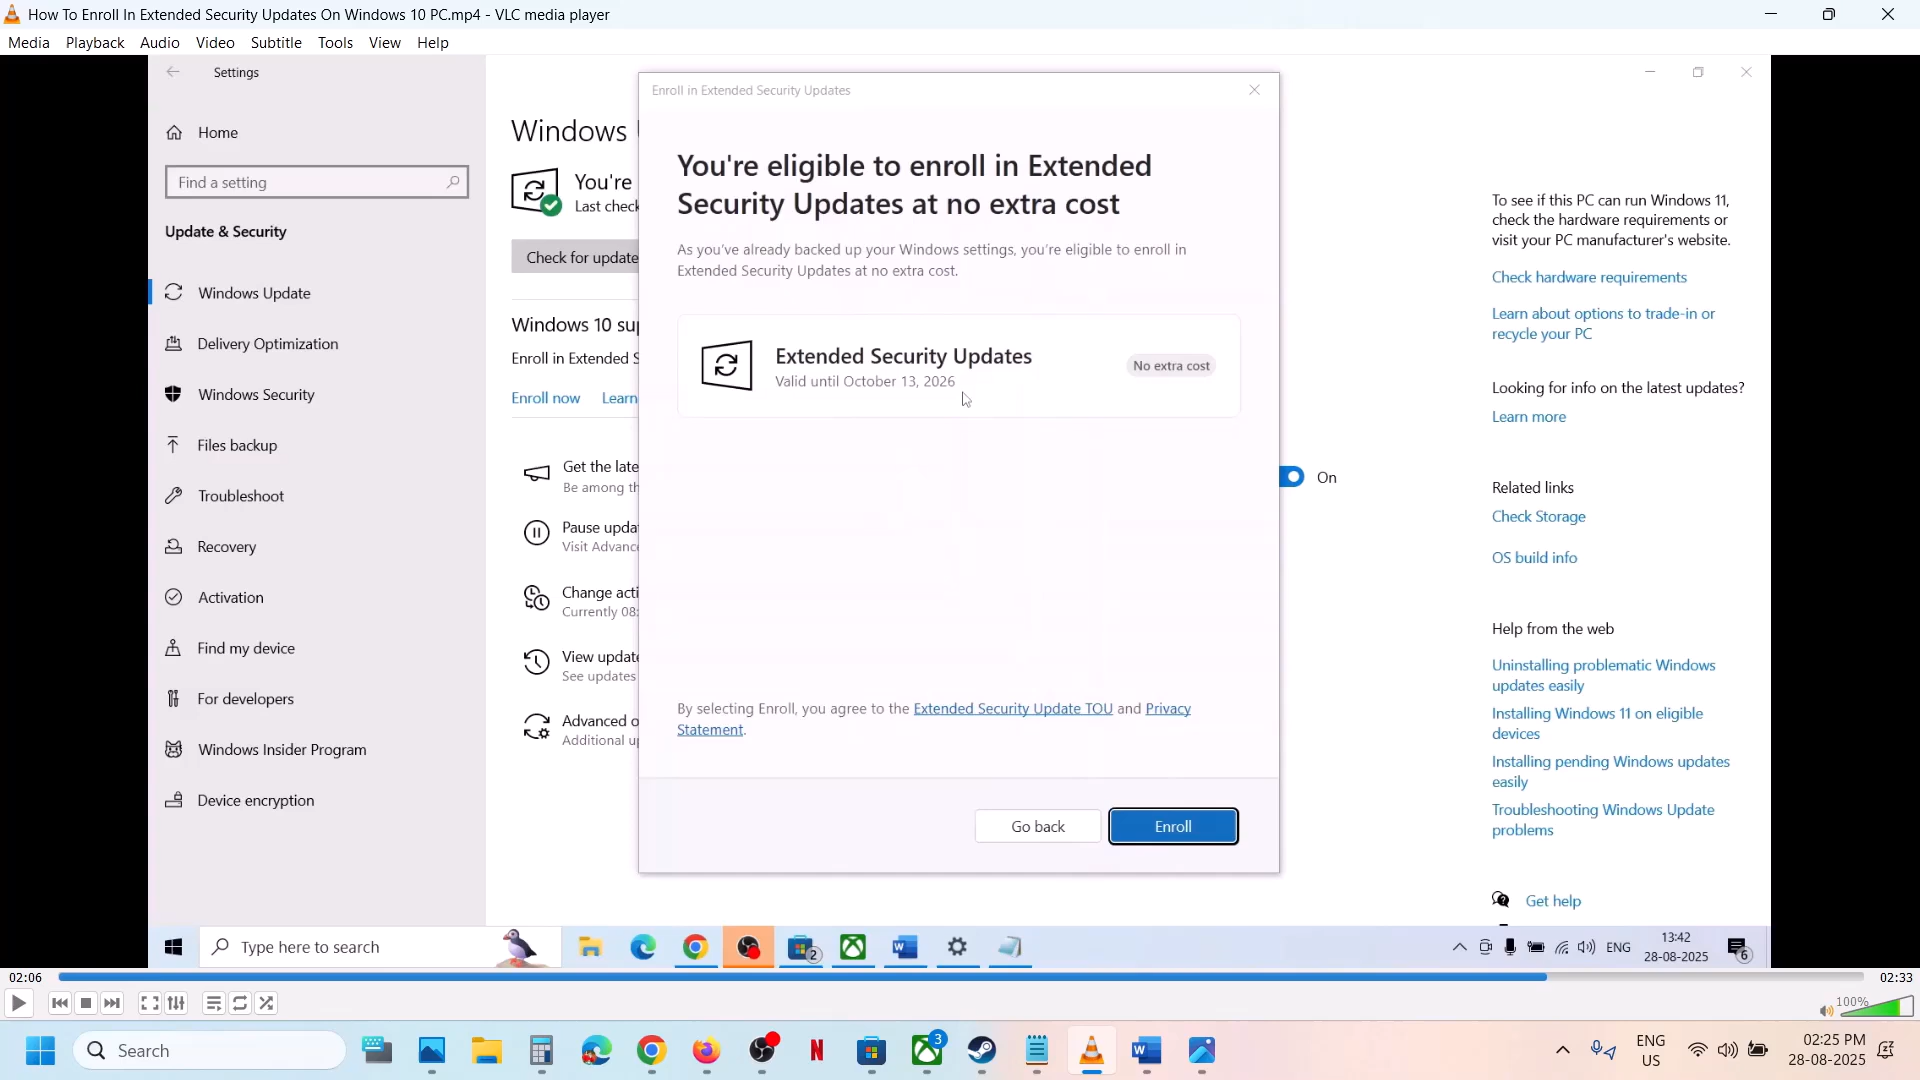 How To Enroll In Extended Security Updates On Windows 10 PC.mp4 - VLC media player
Media Playback Audio Video Subtitle Tools View Help
Settings
Home
Find a setting
Update & Security
Windows Update
Delivery Optimization
Windows Security
Files backup
Troubleshoot
Recovery
Activation
Find my device
For developers
Windows Insider Program
Device encryption
Windows
You're
Last check
Check for update
Windows 10 sup
Enroll in Extended S
Enroll now Learn
Get the late
Be among th
Pause updat
Visit Advance
Change acti
Currently 08:
View update
See updates
Advanced o
Additional up
Enroll in Extended Security Updates
You're eligible to enroll in Extended
Security Updates at no extra cost
As you've already backed up your Windows settings, you're eligible to enroll in
Extended Security Updates at no extra cost.
Extended Security Updates
Valid until October 13, 2026
No extra cost
By selecting Enroll, you agree to the Extended Security Update TOU and Privacy
Statement.
Go back
Enroll
On
To see if this PC can run Windows 11,
check the hardware requirements or
visit your PC manufacturer's website.
Check hardware requirements
Learn about options to trade-in or
recycle your PC
Looking for info on the latest updates?
Learn more
Related links
Check Storage
OS build info
Help from the web
Uninstalling problematic Windows
updates easily
Installing Windows 11 on eligible
devices
Installing pending Windows updates
easily
Troubleshooting Windows Update
problems
Get help
Type here to search
2
ENG
13:42
28-08-2025
6
02:06
02:33
100%
Search
3
ENG
US
02:25 PM
28-08-2025